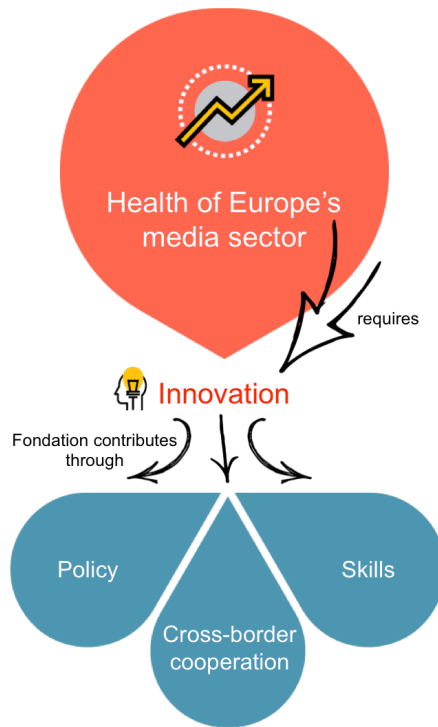 Health of Europe's
media sector
requires
Innovation
Fondation contributes
through
Policy
Skills
Cross-border
cooperation